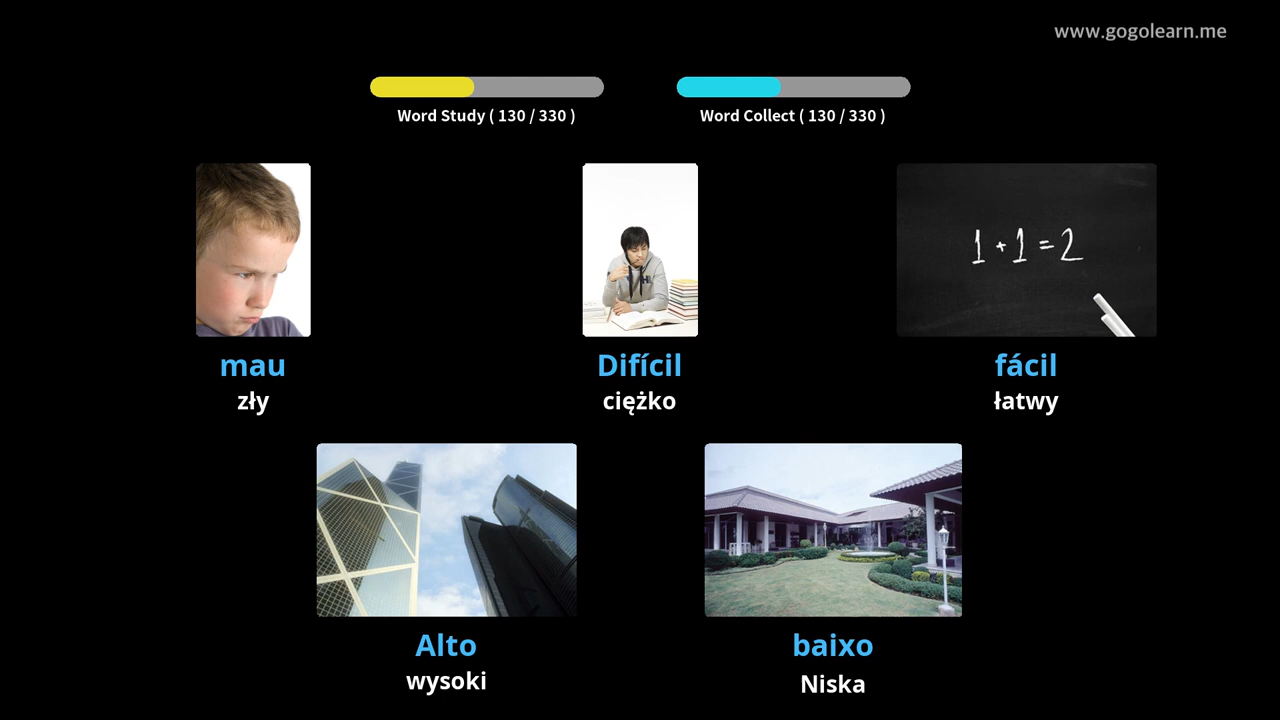 www.gogolearn.me
Word Study ( 130 / 330 )
Word Collect ( 130 / 330 )
1 + 1 = 2
mau
zły
Difícil
ciężko
fácil
łatwy
Alto
wysoki
baixo
Niska